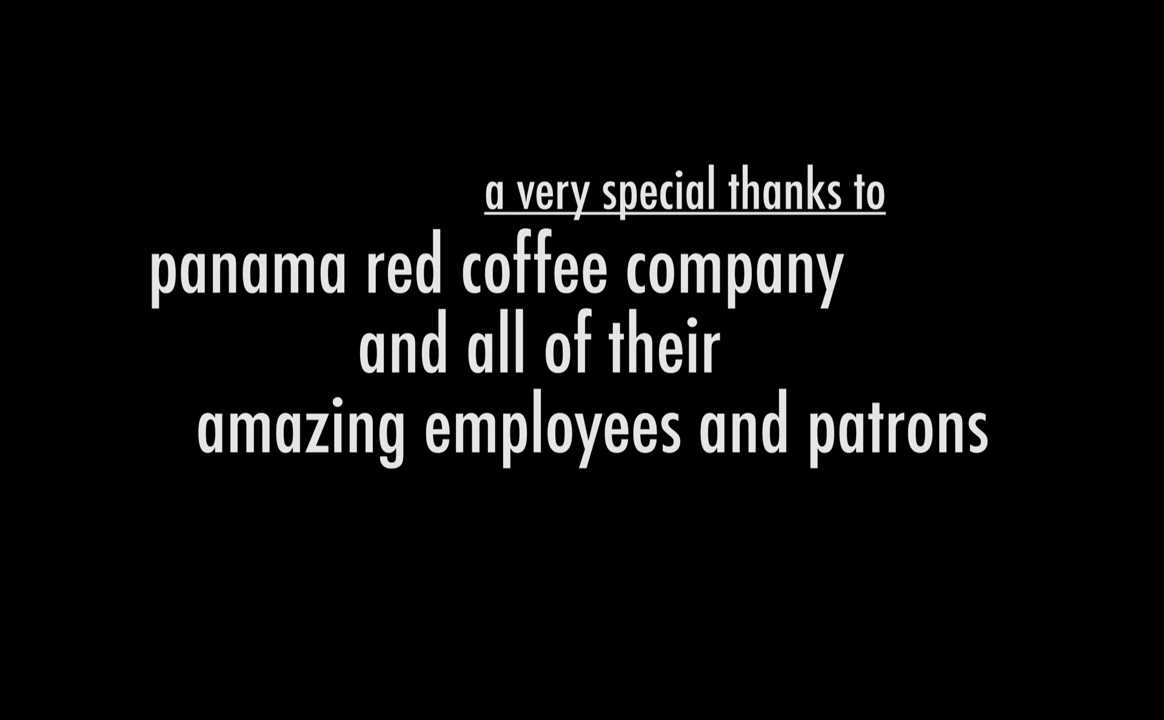 a very special thanks to
panama red coffee company
and all of their
amazing employees and patrons